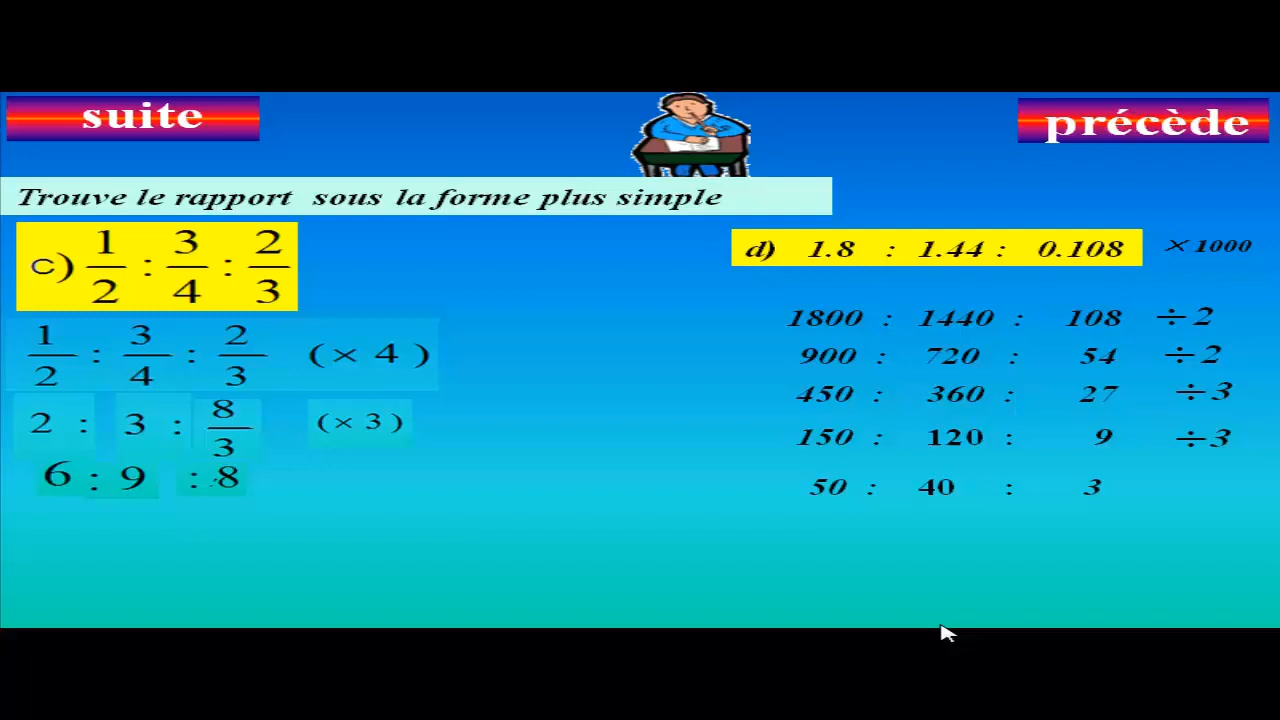 suite
précède
Trouve le rapport sous la forme plus simple
c) 1/2 : 3/4 : 2/3
1/2 : 3/4 : 2/3 (× 4)
2 : 3 : 8/3 (× 3)
6 : 9 : 8
d) 1.8 : 1.44 : 0.108 ×1000
1800 : 1440 : 108 ÷2
900 : 720 : 54 ÷2
450 : 360 : 27 ÷3
150 : 120 : 9 ÷3
50 : 40 : 3